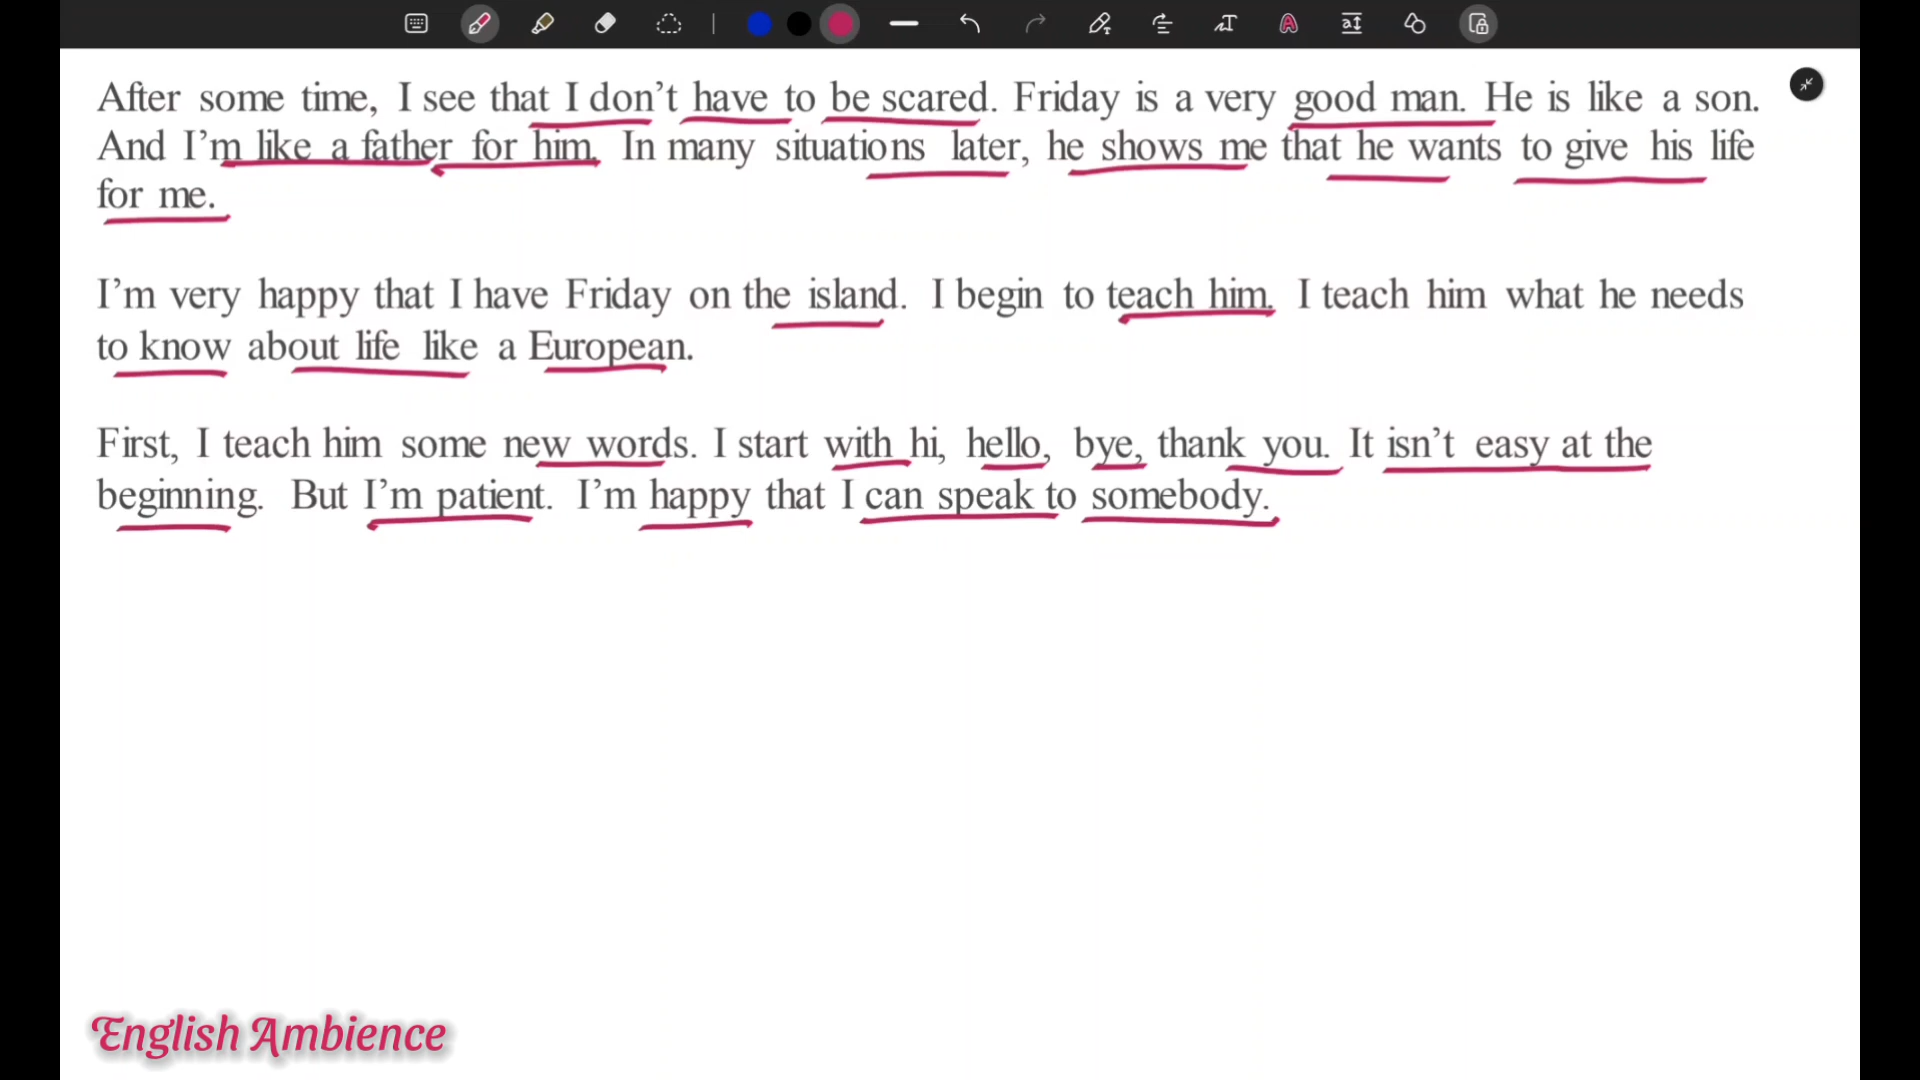 After some time, I see that I don’t have to be scared. Friday is a very good man. He is like a son.
And I’m like a father for him. In many situations later, he shows me that he wants to give his life
for me.
I’m very happy that I have Friday on the island. I begin to teach him. I teach him what he needs
to know about life like a European.
First, I teach him some new words. I start with hi, hello, bye, thank you. It isn’t easy at the
beginning. But I’m patient. I’m happy that I can speak to somebody.
English Ambience